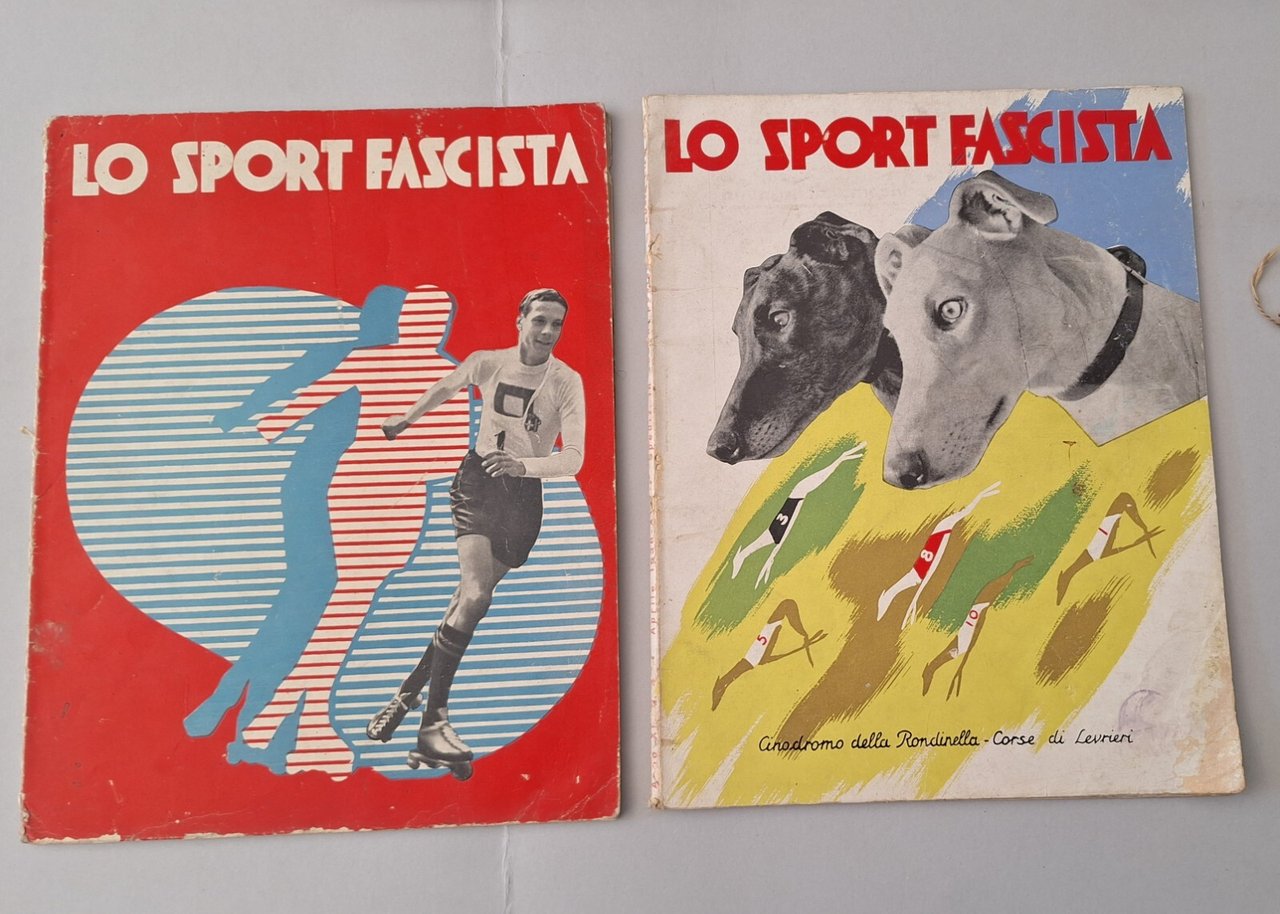 LO SPORT FASCISTA
1
LO SPORT FASCISTA
3
8
1
5
10
Cinodromo della Rondinella - Corse di Levrieri